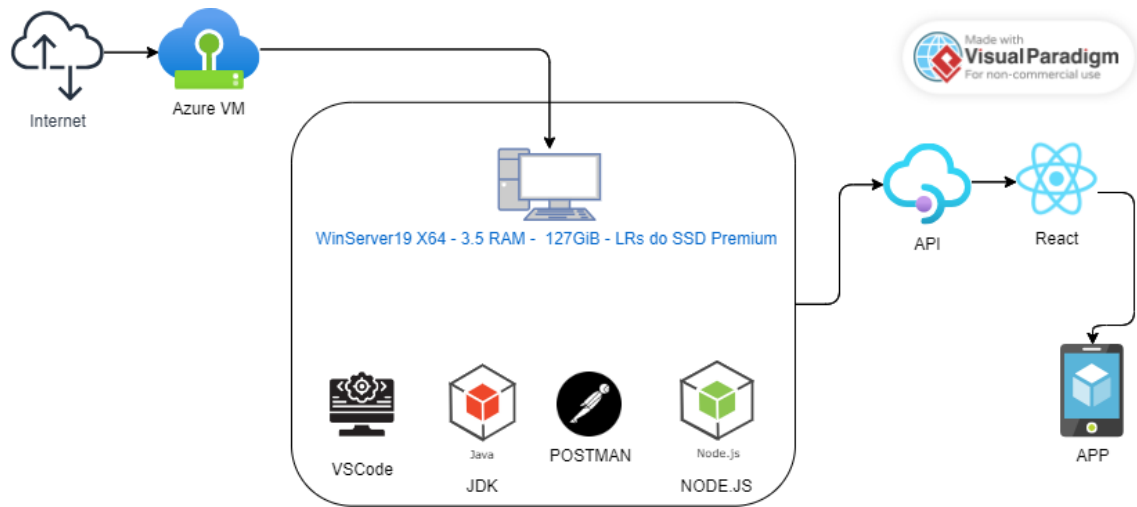 Internet
Azure VM
Made with
Visual Paradigm
For non-commercial use
WinServer19 X64 - 3.5 RAM - 127GiB - LRs do SSD Premium
API
React
VSCode
Java
JDK
POSTMAN
Node.js
NODE.JS
APP